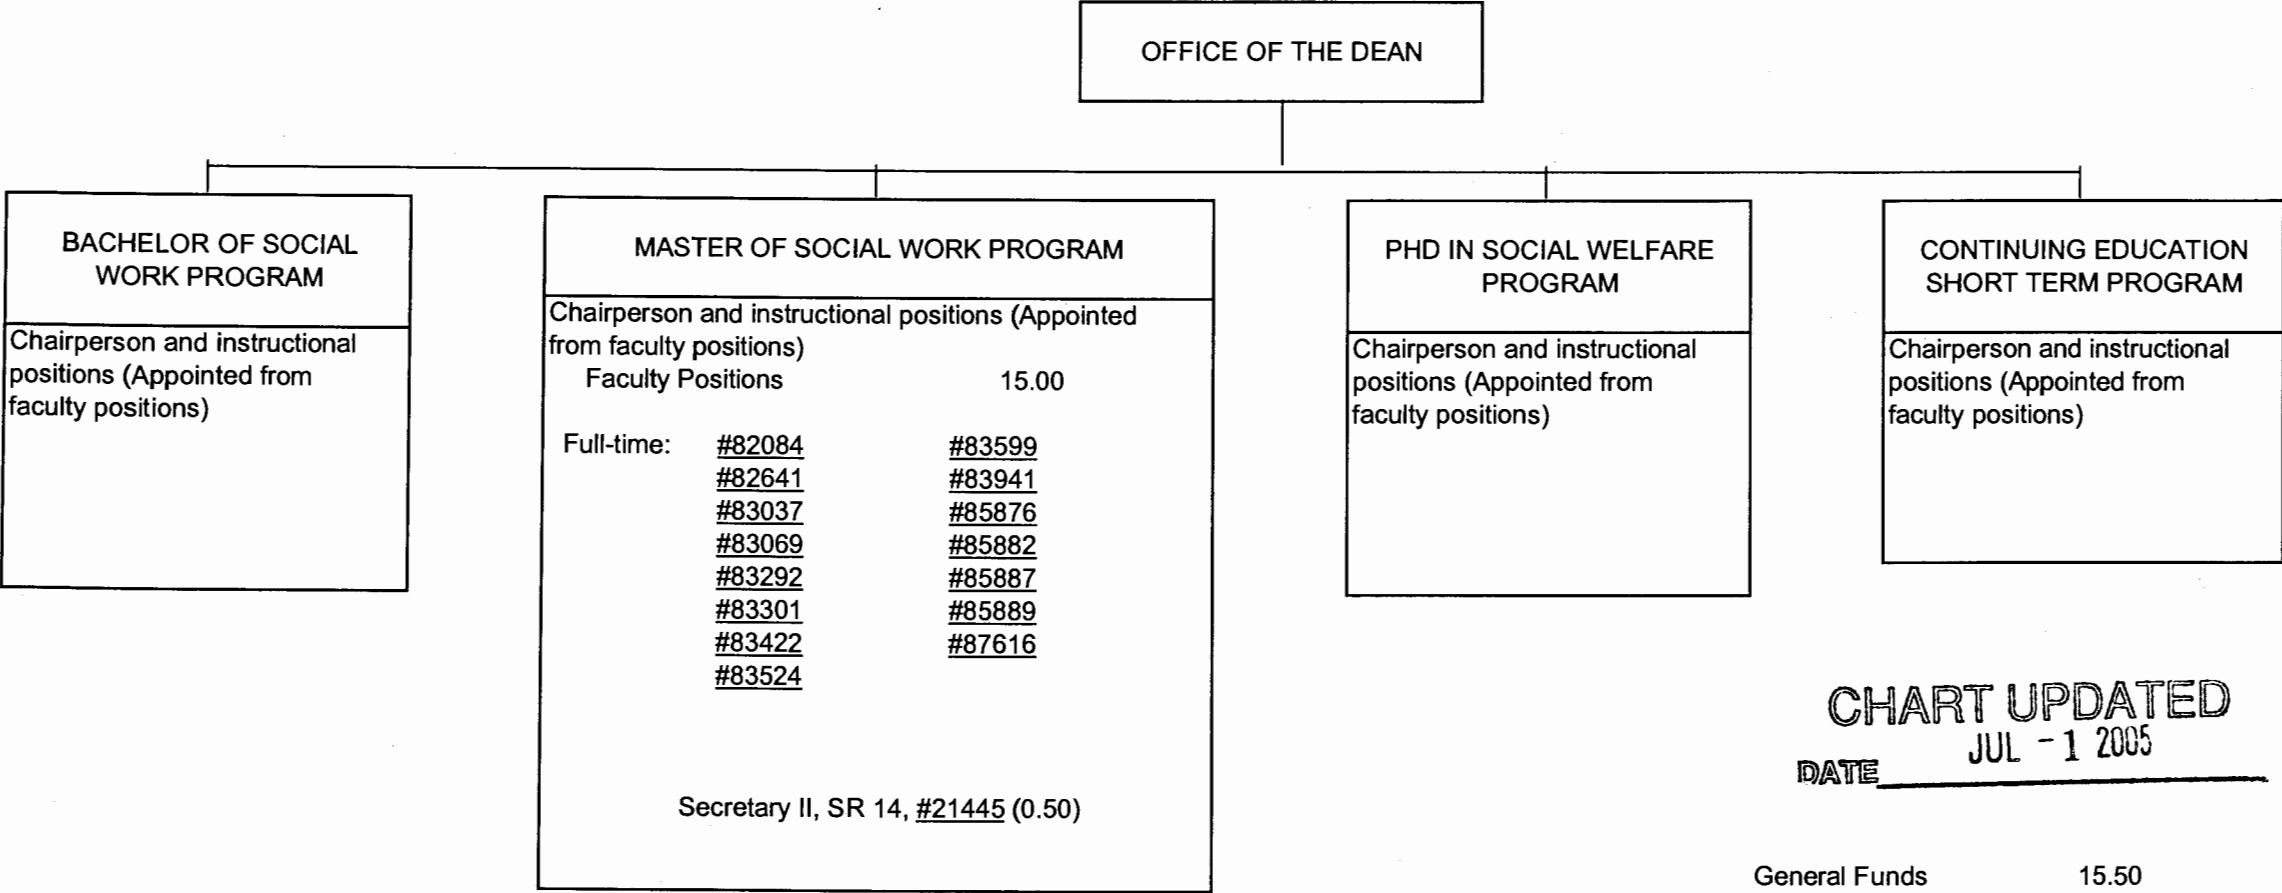 OFFICE OF THE DEAN
BACHELOR OF SOCIAL
WORK PROGRAM
Chairperson and instructional
positions (Appointed from
faculty positions)
MASTER OF SOCIAL WORK PROGRAM
Chairperson and instructional positions (Appointed
from faculty positions)
Faculty Positions 15.00
Full-time: #82084 #83599
#82641 #83941
#83037 #85876
#83069 #85882
#83292 #85887
#83301 #85889
#83422 #87616
#83524
Secretary II, SR 14, #21445 (0.50)
PHD IN SOCIAL WELFARE
PROGRAM
Chairperson and instructional
positions (Appointed from
faculty positions)
CONTINUING EDUCATION
SHORT TERM PROGRAM
Chairperson and instructional
positions (Appointed from
faculty positions)
CHART UPDATED
DATE JUL -1 2005
General Funds 15.50